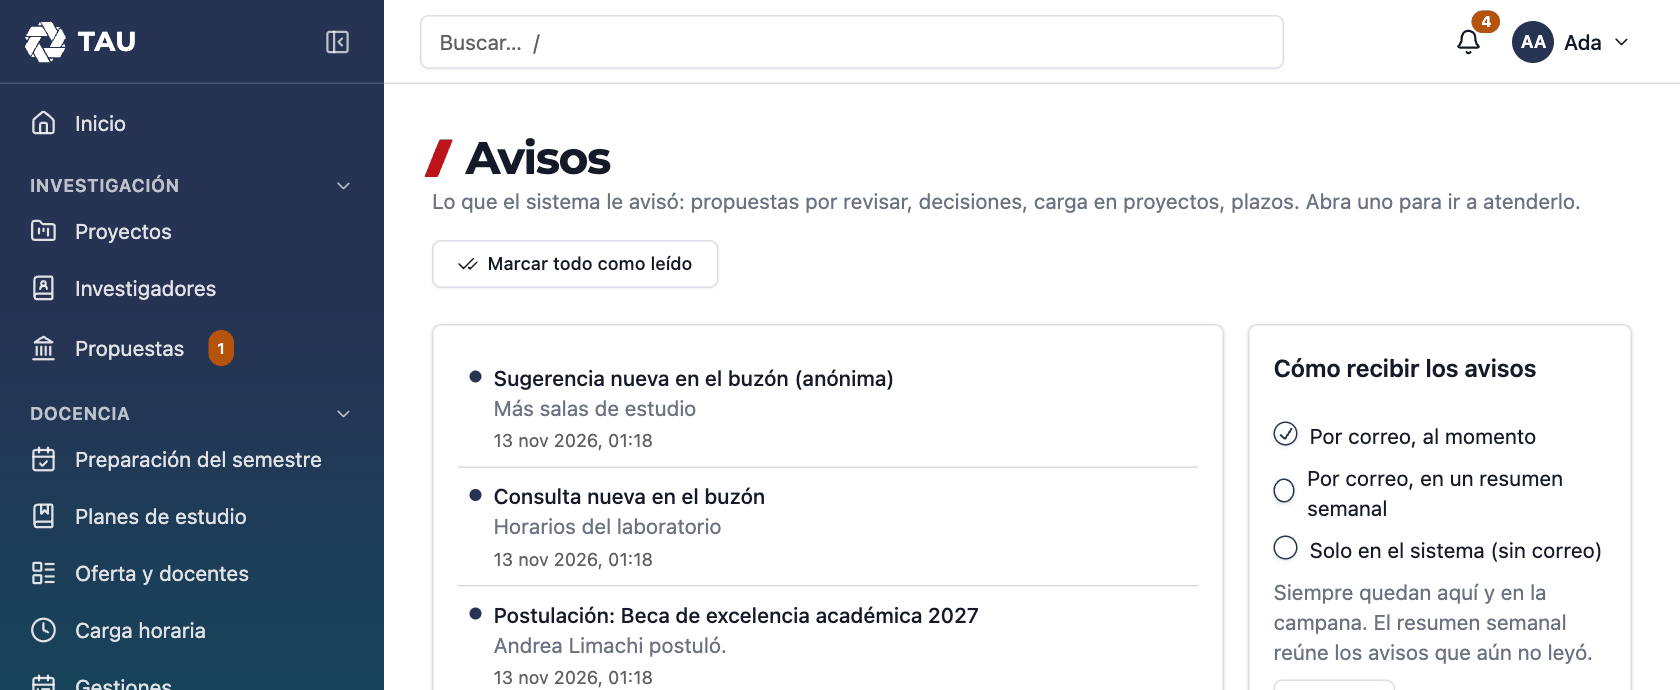 TAU
Buscar... /
4
AA
Ada
Inicio
INVESTIGACIÓN
Proyectos
Investigadores
Propuestas
1
DOCENCIA
Preparación del semestre
Planes de estudio
Oferta y docentes
Carga horaria
Gestiones
Avisos
Lo que el sistema le avisó: propuestas por revisar, decisiones, carga en proyectos, plazos. Abra uno para ir a atenderlo.
Marcar todo como leído
Sugerencia nueva en el buzón (anónima)
Más salas de estudio
13 nov 2026, 01:18
Consulta nueva en el buzón
Horarios del laboratorio
13 nov 2026, 01:18
Postulación: Beca de excelencia académica 2027
Andrea Limachi postuló.
13 nov 2026, 01:18
Cómo recibir los avisos
Por correo, al momento
Por correo, en un resumen
semanal
Solo en el sistema (sin correo)
Siempre quedan aquí y en la
campana. El resumen semanal
reúne los avisos que aún no leyó.